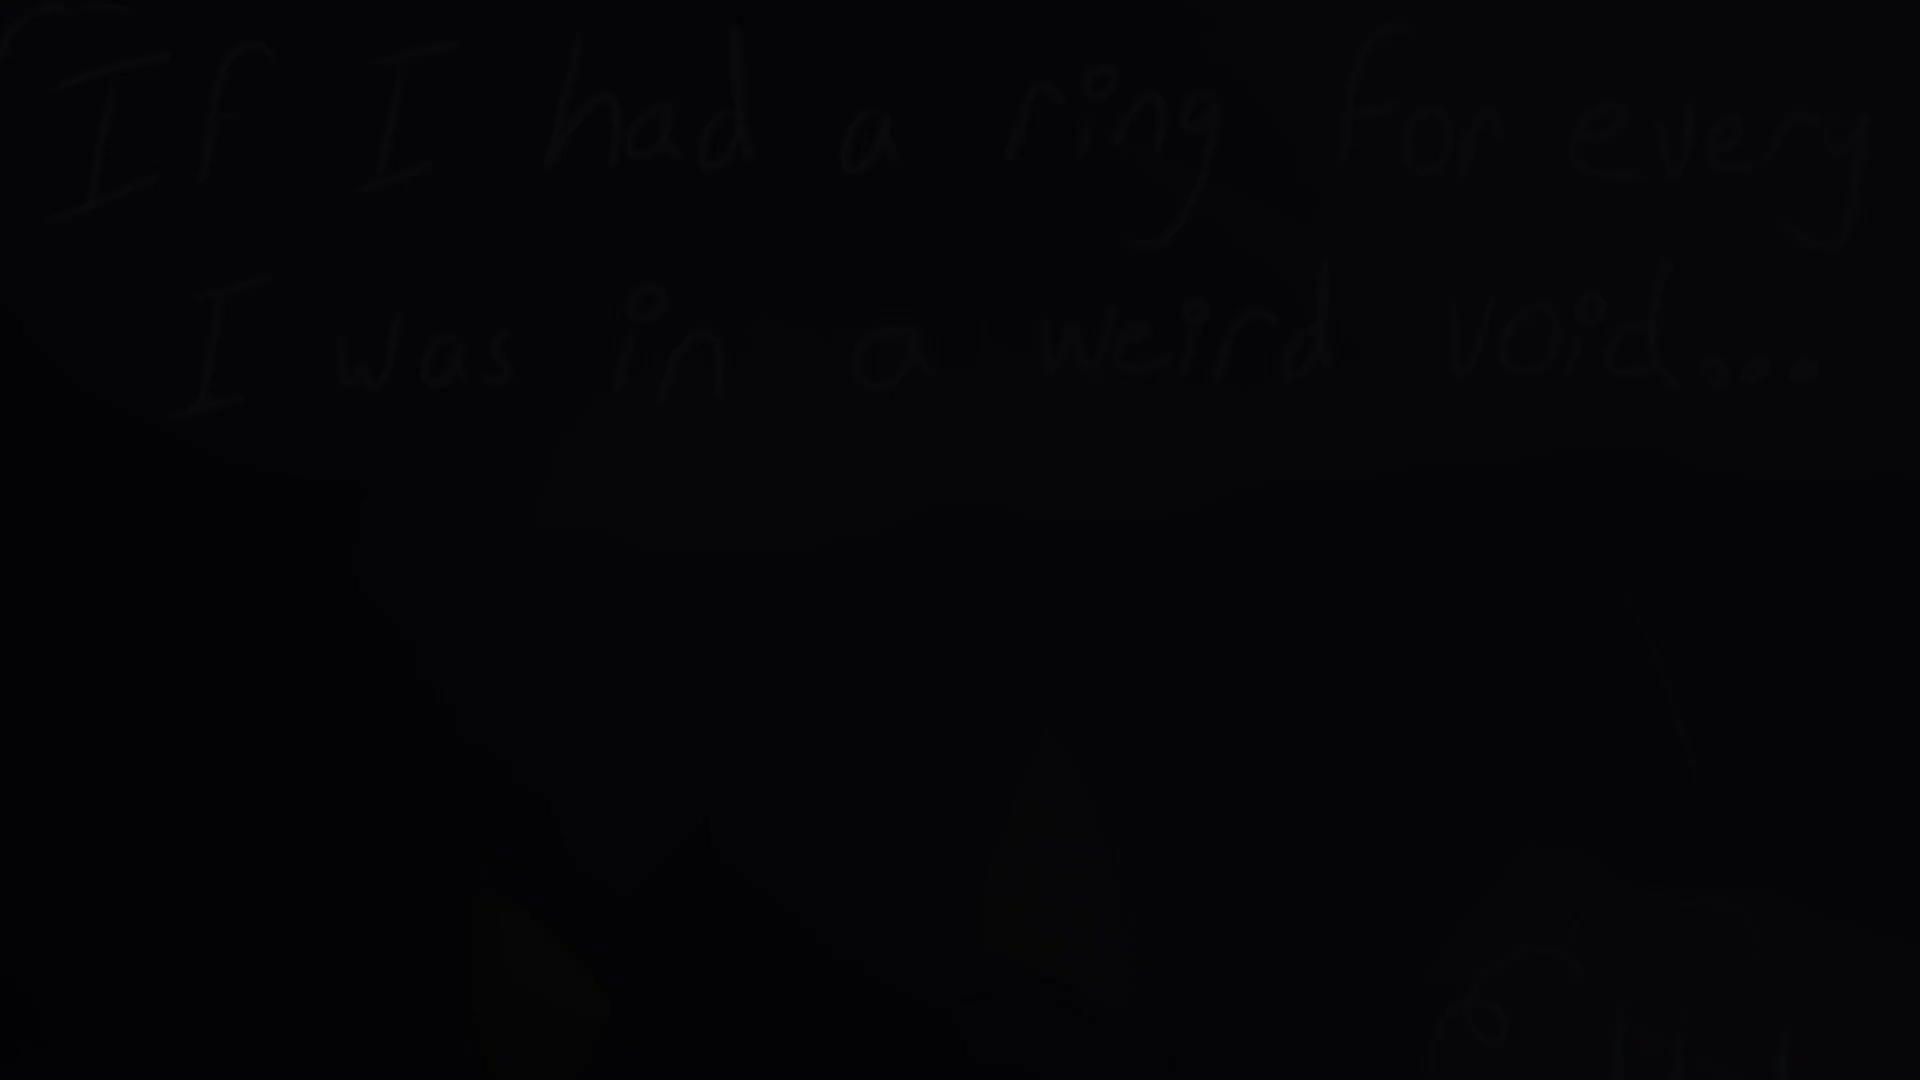 If I had a ring for every
I was in a weird void...